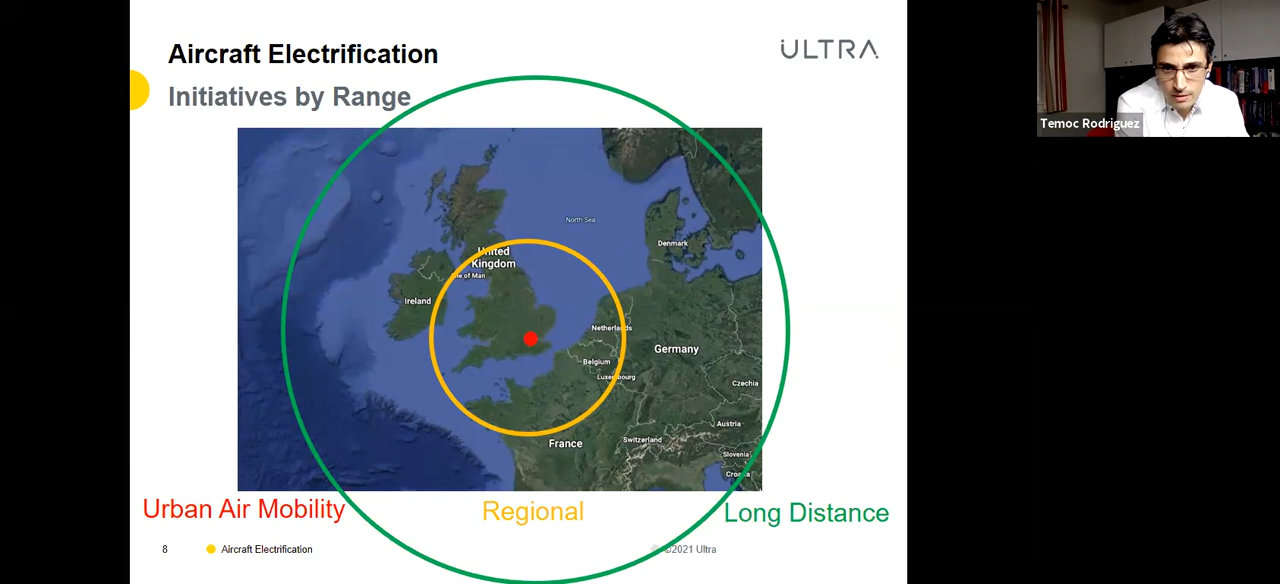 Aircraft Electrification
ULTRA
Initiatives by Range
Temoc Rodriguez
North Sea
Denmark
United
Kingdom
Isle of Man
Ireland
Netherlands
Germany
Belgium
Luxembourg
Czechia
Austria
France
Switzerland
Slovenia
Croatia
Urban Air Mobility
Regional
Long Distance
8
Aircraft Electrification
©2021 Ultra